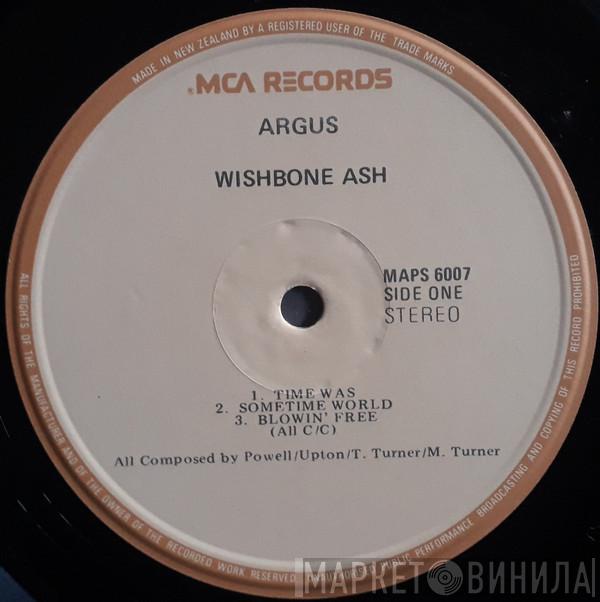 MADE IN NEW ZEALAND BY A REGISTERED USER OF THE TRADE MARKS
MCA RECORDS
ARGUS
WISHBONE ASH
MAPS 6007
SIDE ONE
STEREO
1. TIME WAS
2. SOMETIME WORLD
3. BLOWIN' FREE
(All C/C)
All Composed by Powell/Upton/T. Turner/M. Turner
ALL RIGHTS OF THE MANUFACTURER AND OF THE OWNER OF THE RECORDED WORK RESERVED. UNAUTHORISED PUBLIC PERFORMANCE BROADCASTING AND COPYING OF THIS RECORD PROHIBITED
МАРКЕТ ВИНИЛА